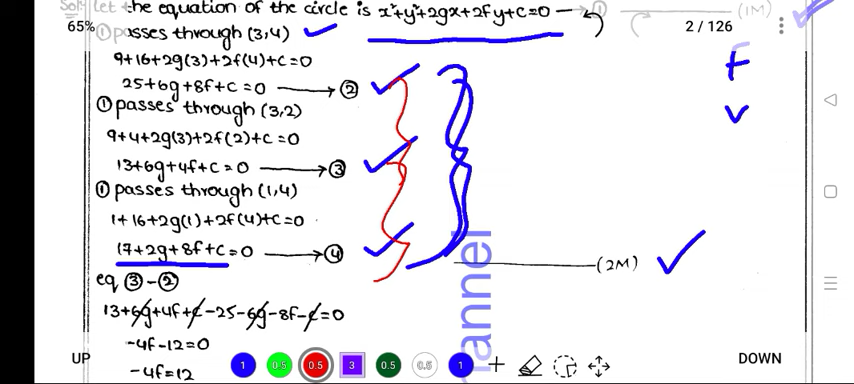 Sol: Let the equation of the circle is x²+y²+2gx+2fy+c=0 — ①
(1M)
65%
2 / 126
① passes through (3,4)
9+16+2g(3)+2f(4)+c=0
25+6g+8f+c=0 → ②
① passes through (3,2)
9+4+2g(3)+2f(2)+c=0
13+6g+4f+c=0 → ③
① passes through (1,4)
1+16+2g(1)+2f(4)+c=0
17+2g+8f+c=0 → ④
(2M)
eq ③-②
13+6g+4f+c-25-6g-8f-c=0
-4f-12=0
-4f=12
F
v
hannel
UP
1
0.5
0.5
3
0.5
0.5
1
DOWN